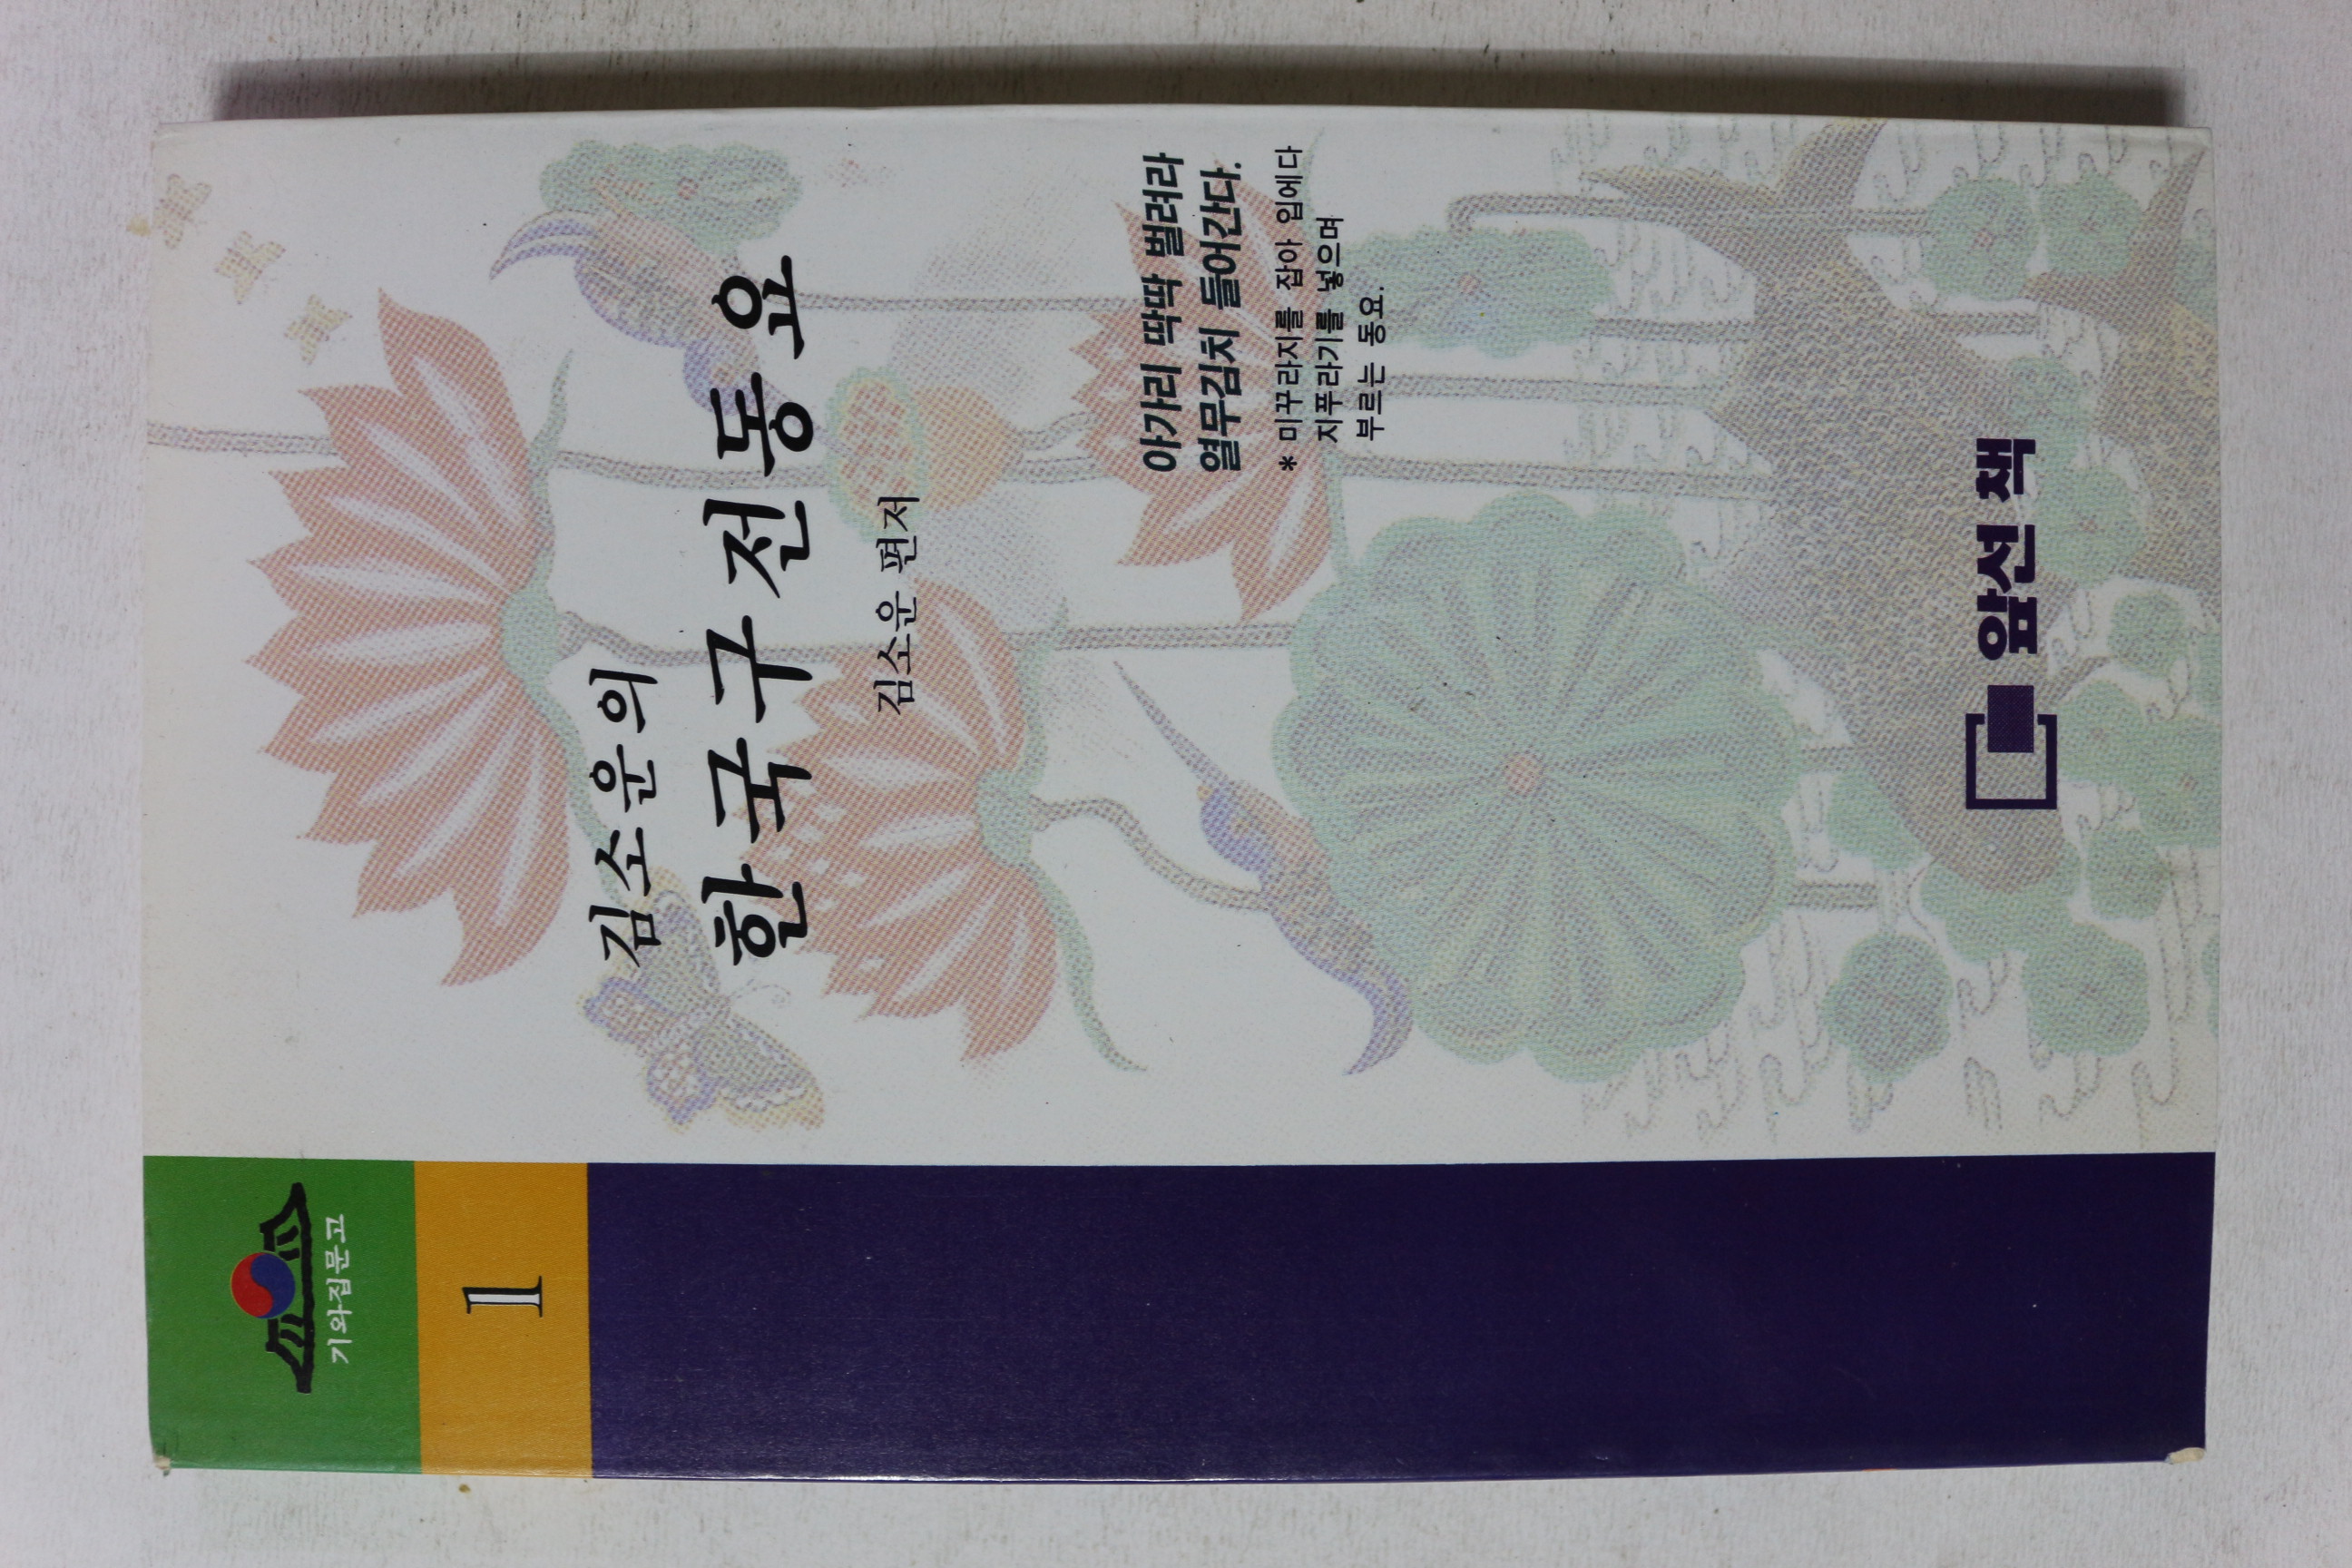 기와집문고
1
김소운의
한국구전동요
김소운 편저
아가리 딱딱 벌려라
열무김치 들어간다.
* 미꾸라지를 잡아 입에다
지푸라기를 넣으며
부르는 동요.
앞선책